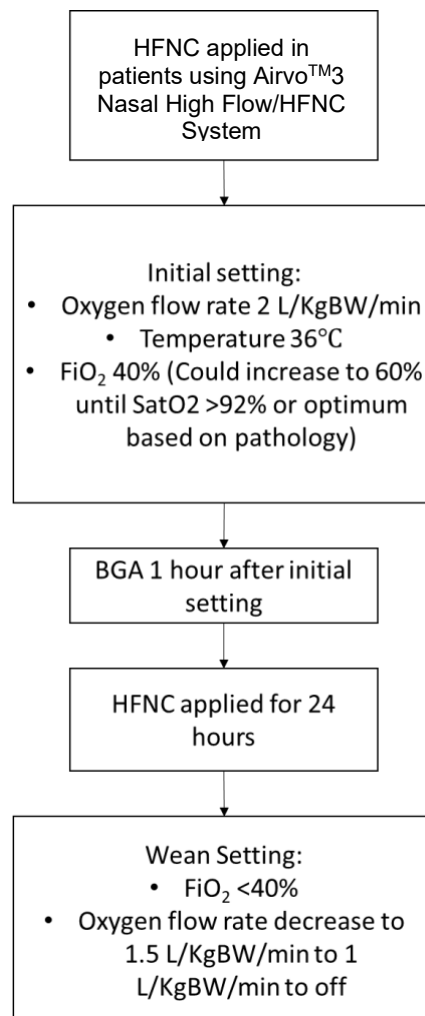 HFNC applied in
patients using Airvo™3
Nasal High Flow/HFNC
System
Initial setting:
• Oxygen flow rate 2 L/KgBW/min
• Temperature 36℃
• FiO₂ 40% (Could increase to 60%
until SatO2 >92% or optimum
based on pathology)
BGA 1 hour after initial
setting
HFNC applied for 24
hours
Wean Setting:
• FiO₂ <40%
• Oxygen flow rate decrease to
1.5 L/KgBW/min to 1
L/KgBW/min to off